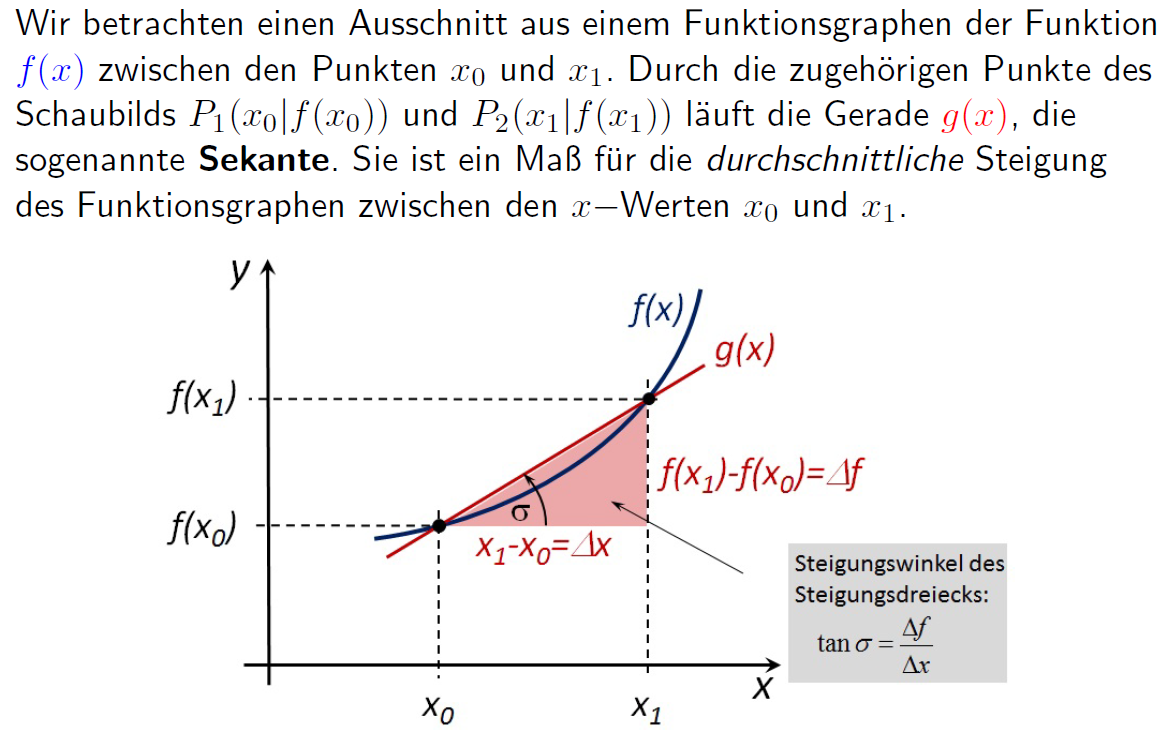 Wir betrachten einen Ausschnitt aus einem Funktionsgraphen der Funktion
f(x) zwischen den Punkten x₀ und x₁. Durch die zugehörigen Punkte des
Schaubilds P₁(x₀|f(x₀)) und P₂(x₁|f(x₁)) läuft die Gerade g(x), die
sogenannte Sekante. Sie ist ein Maß für die durchschnittliche Steigung
des Funktionsgraphen zwischen den x−Werten x₀ und x₁.
y
f(x)
g(x)
f(x₁)
f(x₁)-f(x₀)=Δf
f(x₀)
σ
x₁-x₀=Δx
Steigungswinkel des
Steigungsdreiecks:
tan σ = Δf/Δx
x
x₀
x₁